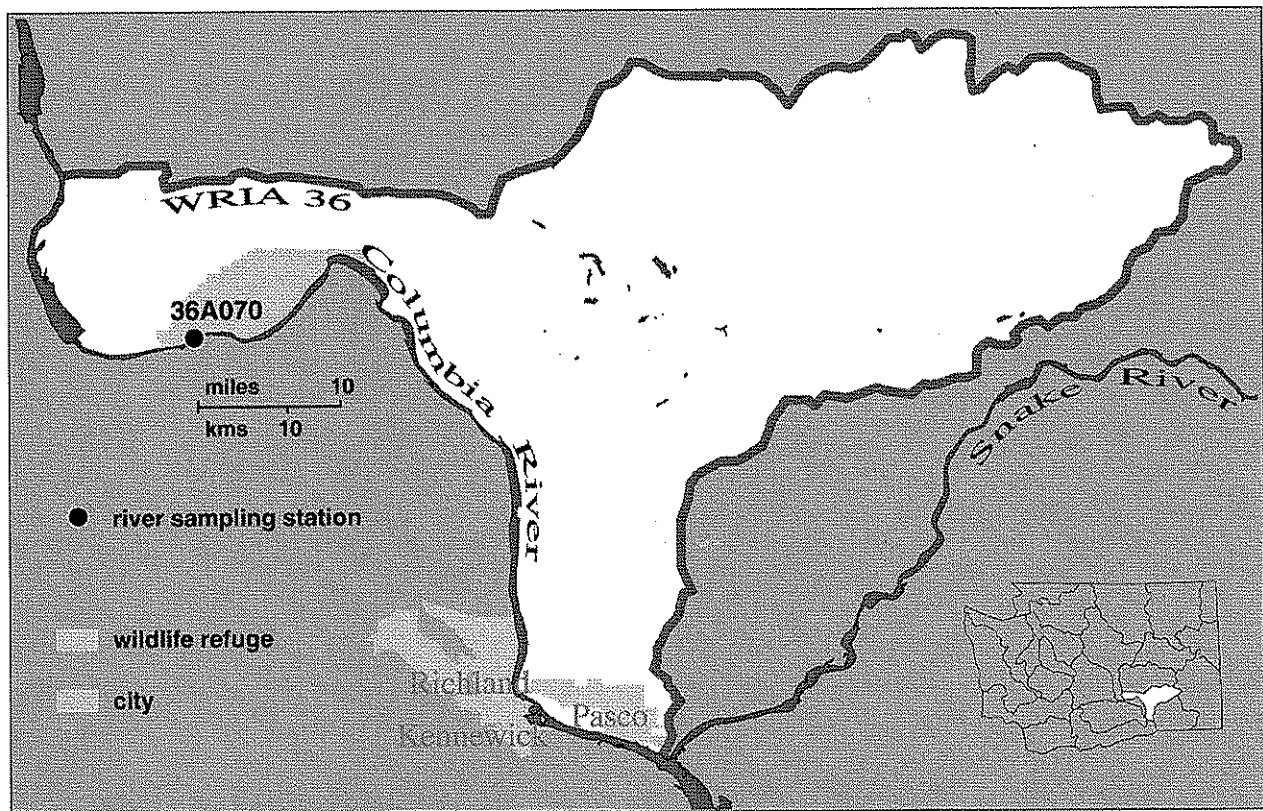 WRIA 36
Columbia River
36A070
miles 10
kms 10
Snake River
river sampling station
wildlife refuge
city
Richland
Pasco
Kennewick